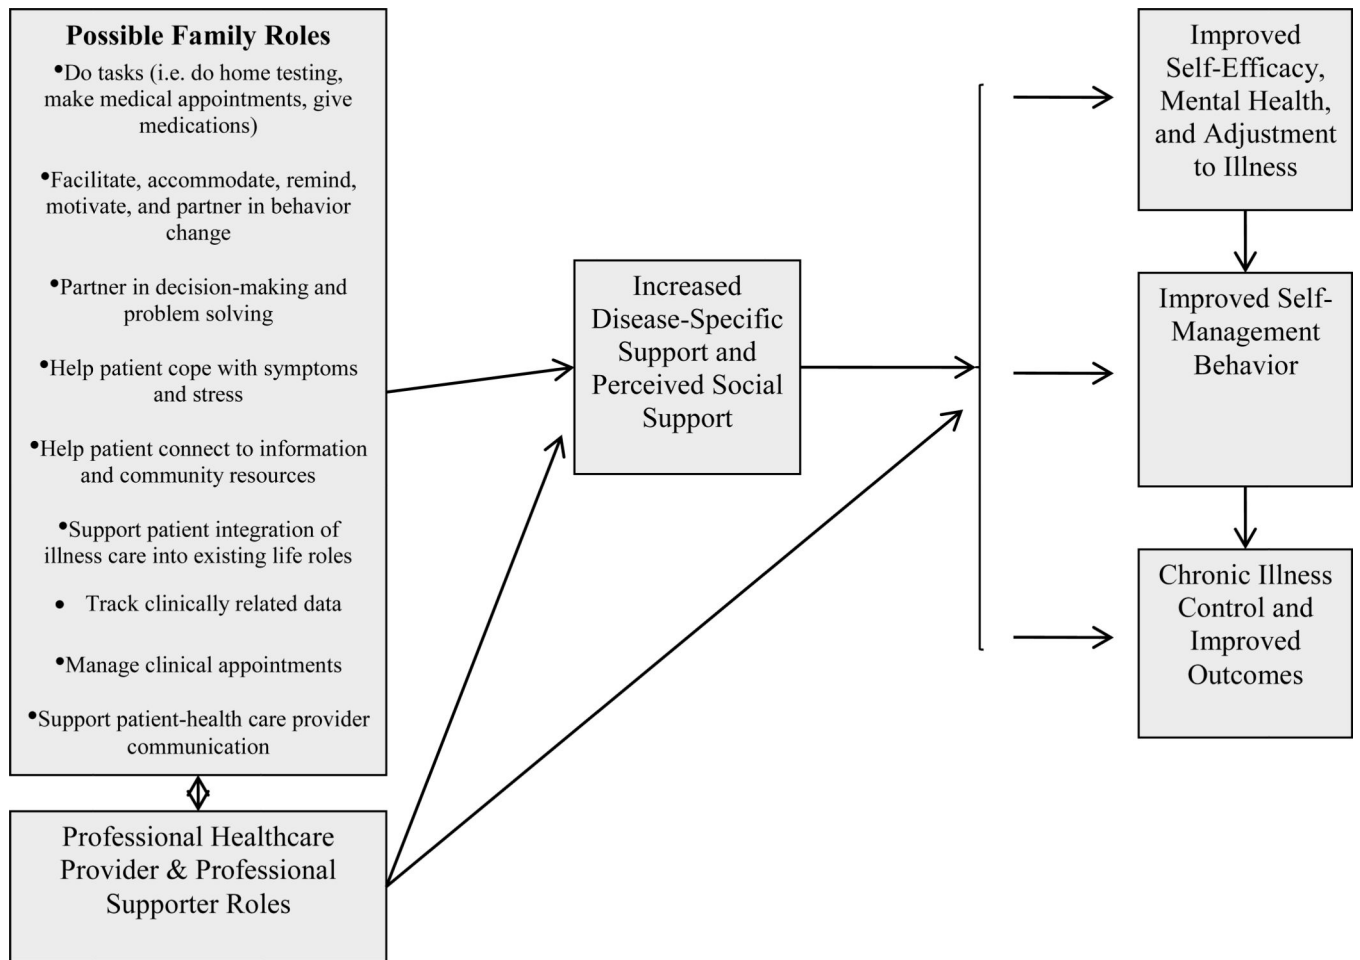 Possible Family Roles
•Do tasks (i.e. do home testing,
make medical appointments, give
medications)
•Facilitate, accommodate, remind,
motivate, and partner in behavior
change
•Partner in decision-making and
problem solving
•Help patient cope with symptoms
and stress
•Help patient connect to information
and community resources
•Support patient integration of
illness care into existing life roles
• Track clinically related data
•Manage clinical appointments
•Support patient-health care provider
communication
Professional Healthcare
Provider & Professional
Supporter Roles
Increased
Disease-Specific
Support and
Perceived Social
Support
Improved
Self-Efficacy,
Mental Health,
and Adjustment
to Illness
Improved Self-
Management
Behavior
Chronic Illness
Control and
Improved
Outcomes